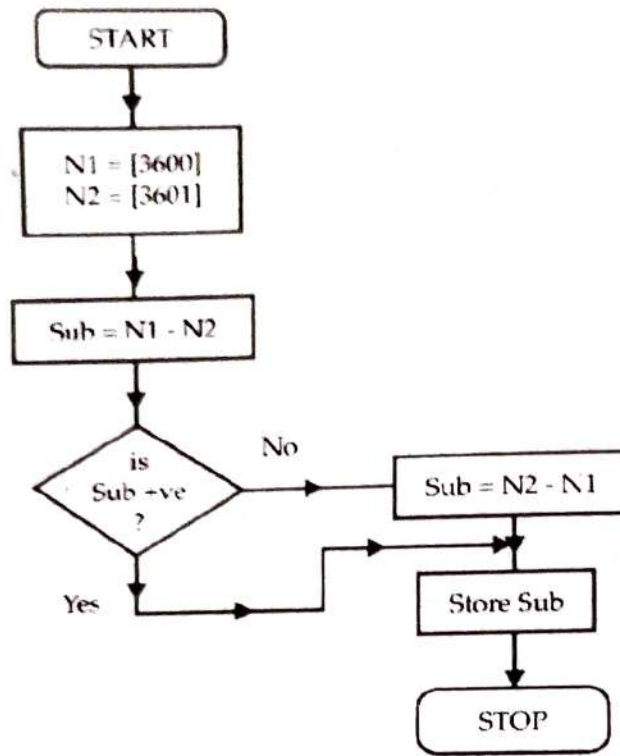 START
N1 = [3600]
N2 = [3601]
Sub = N1 - N2
is
Sub +ve
?
No
Sub = N2 - N1
Yes
Store Sub
STOP